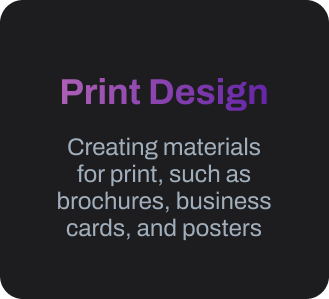 Print Design
Creating materials
for print, such as
brochures, business
cards, and posters